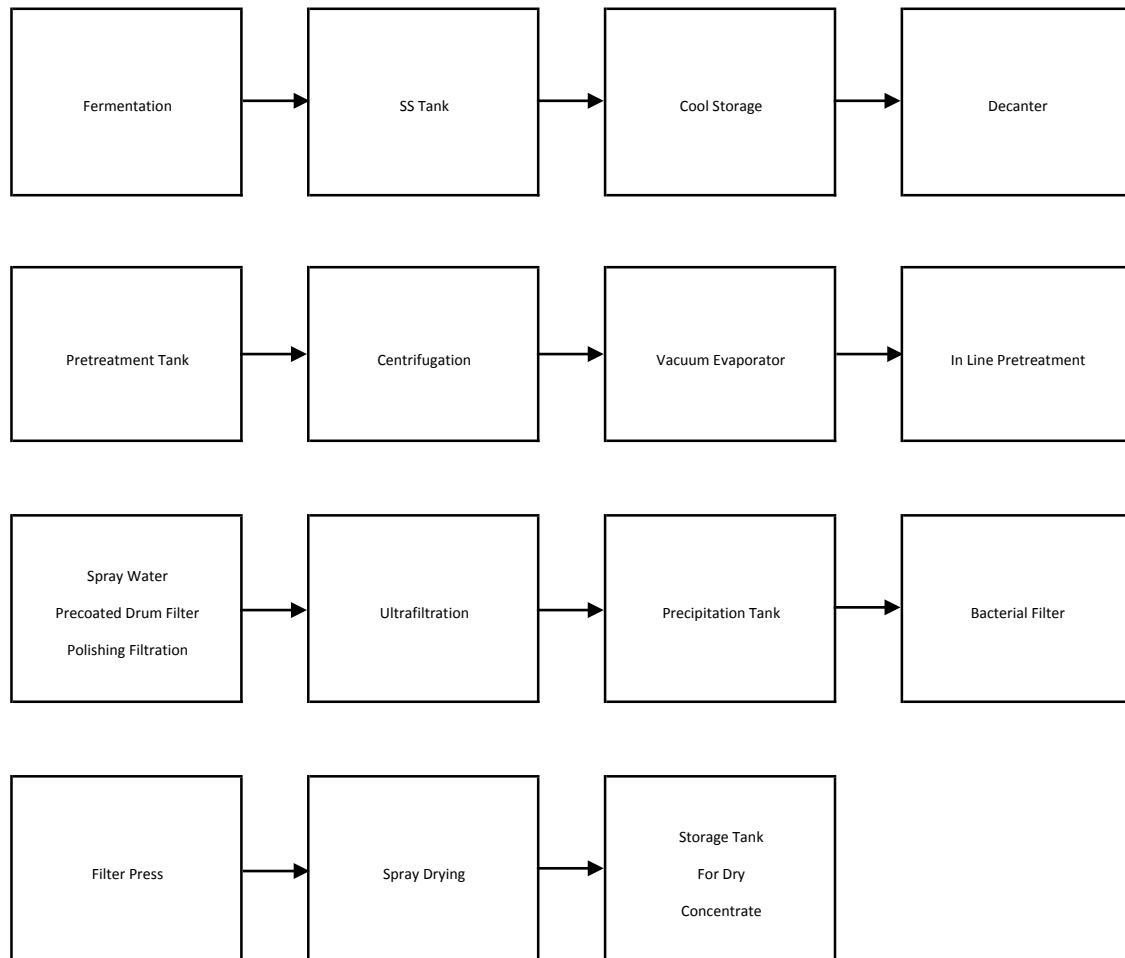 Fermentation
SS Tank
Cool Storage
Decanter
Pretreatment Tank
Centrifugation
Vacuum Evaporator
In Line Pretreatment
Spray Water
Precoated Drum Filter
Polishing Filtration
Ultrafiltration
Precipitation Tank
Bacterial Filter
Filter Press
Spray Drying
Storage Tank
For Dry
Concentrate